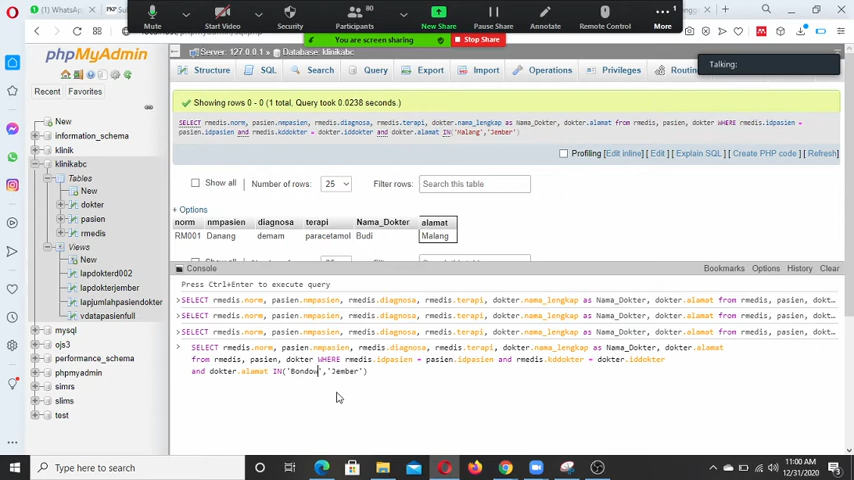 (1) WhatsApp
Mute
Start Video
Security
Participants
80
New Share
Pause Share
Annotate
Remote Control
More
You are screen sharing
Stop Share
Talking:
phpMyAdmin
Recent
Favorites
New
information_schema
klinik
klinikabc
Tables
New
dokter
pasien
rmedis
Views
New
lapdokterd002
lapdokterjember
lapjumlahpasiendokter
vdatapasienfull
mysql
ojs3
performance_schema
phpmyadmin
simrs
slims
test
Server: 127.0.0.1 » Database: klinikabc
Structure
SQL
Search
Query
Export
Import
Operations
Privileges
Routin
Showing rows 0 - 0 (1 total, Query took 0.0238 seconds.)
SELECT rmedis.norm, pasien.nmpasien, rmedis.diagnosa, rmedis.terapi, dokter.nama_lengkap as Nama_Dokter, dokter.alamat from rmedis, pasien, dokter WHERE rmedis.idpasien =
pasien.idpasien and rmedis.kddokter = dokter.iddokter and dokter.alamat IN('Malang','Jember')
Profiling [Edit inline] [ Edit ] [ Explain SQL ] [ Create PHP code ] [ Refresh ]
Show all
Number of rows:
25
Filter rows:
Search this table
+ Options
norm nmpasien diagnosa terapi Nama_Dokter alamat
RM001 Danang demam paracetamol Budi Malang
Console
Bookmarks
Options
History
Clear
Press Ctrl+Enter to execute query
>SELECT rmedis.norm, pasien.nmpasien, rmedis.diagnosa, rmedis.terapi, dokter.nama_lengkap as Nama_Dokter, dokter.alamat from rmedis, pasien, dokt...
>SELECT rmedis.norm, pasien.nmpasien, rmedis.diagnosa, rmedis.terapi, dokter.nama_lengkap as Nama_Dokter, dokter.alamat from rmedis, pasien, dokt...
>SELECT rmedis.norm, pasien.nmpasien, rmedis.diagnosa, rmedis.terapi, dokter.nama_lengkap as Nama_Dokter, dokter.alamat from rmedis, pasien, dokt...
> SELECT rmedis.norm, pasien.nmpasien, rmedis.diagnosa, rmedis.terapi, dokter.nama_lengkap as Nama_Dokter, dokter.alamat
from rmedis, pasien, dokter WHERE rmedis.idpasien = pasien.idpasien and rmedis.kddokter = dokter.iddokter
and dokter.alamat IN('Bondow','Jember')
Type here to search
11:00 AM
12/31/2020